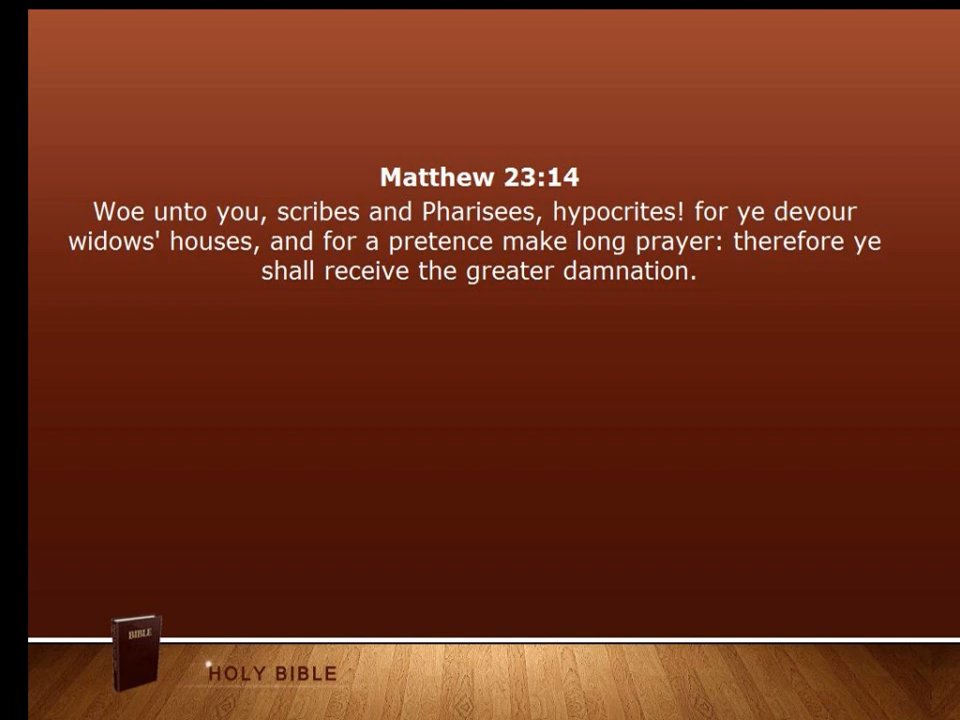 Matthew 23:14
Woe unto you, scribes and Pharisees, hypocrites! for ye devour
widows' houses, and for a pretence make long prayer: therefore ye
shall receive the greater damnation.
BIBLE
HOLY BIBLE